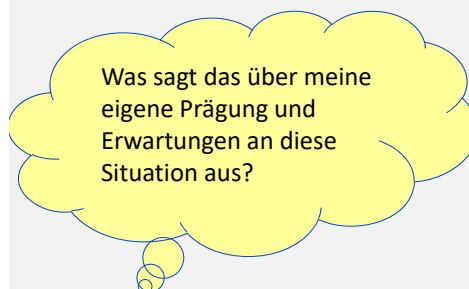 Was sagt das über meine
eigene Prägung und
Erwartungen an diese
Situation aus?